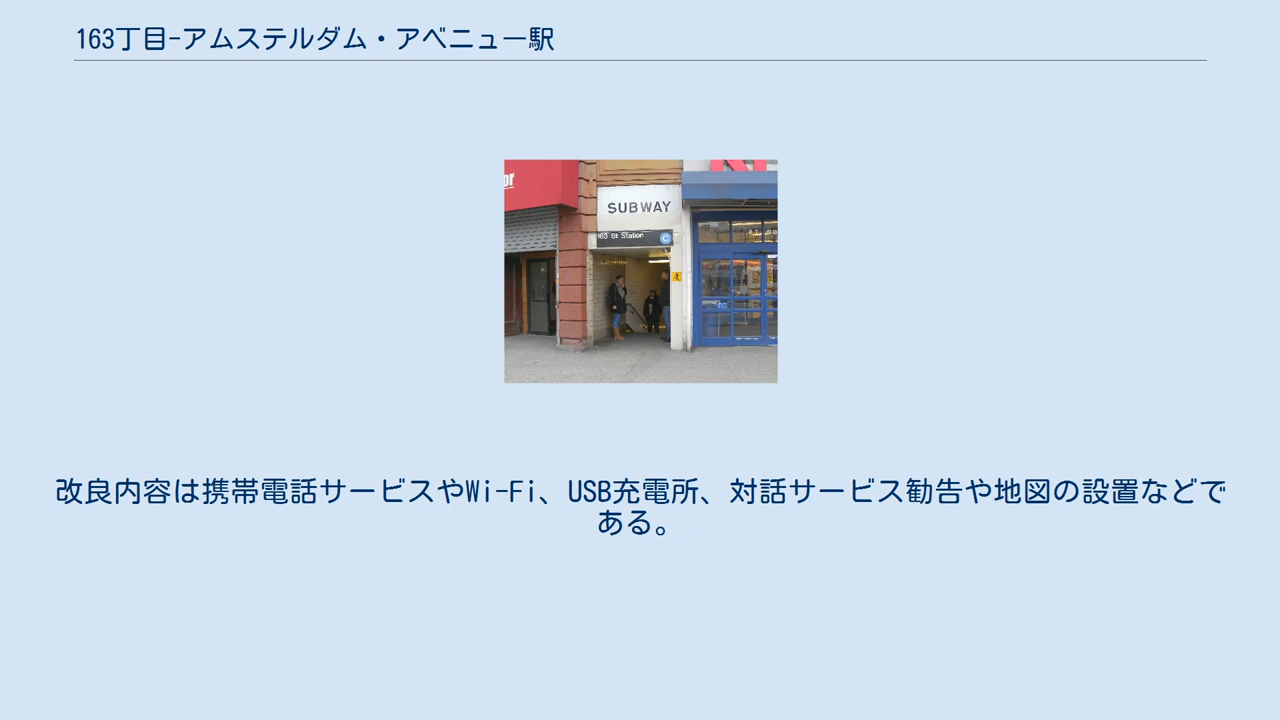 163丁目-アムステルダム・アベニュー駅
or
SUBWAY
163 St Station C
改良内容は携帯電話サービスやWi-Fi、USB充電所、対話サービス勧告や地図の設置などで
ある。